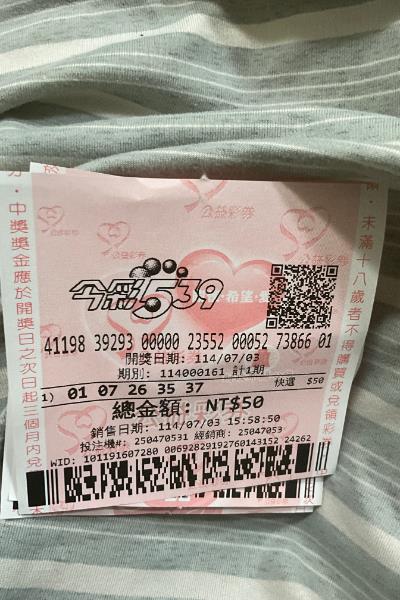 公益彩券
今彩539
希望·愛
41198 39293 00000 23552 00052 73866 01
開獎日期: 114/07/03
期別: 114000161 計1期
1) 01 07 26 35 37 快選 $50
總金額: NT$50
銷售日期: 114/07/03 15:58:50
投注機#: 250470531 經銷商: 25047053
WID: 101191607280 00692829192760143152 24262
中獎獎金應於開獎日之次日起三個月內兌
未滿十八歲者不得購買或兌領彩